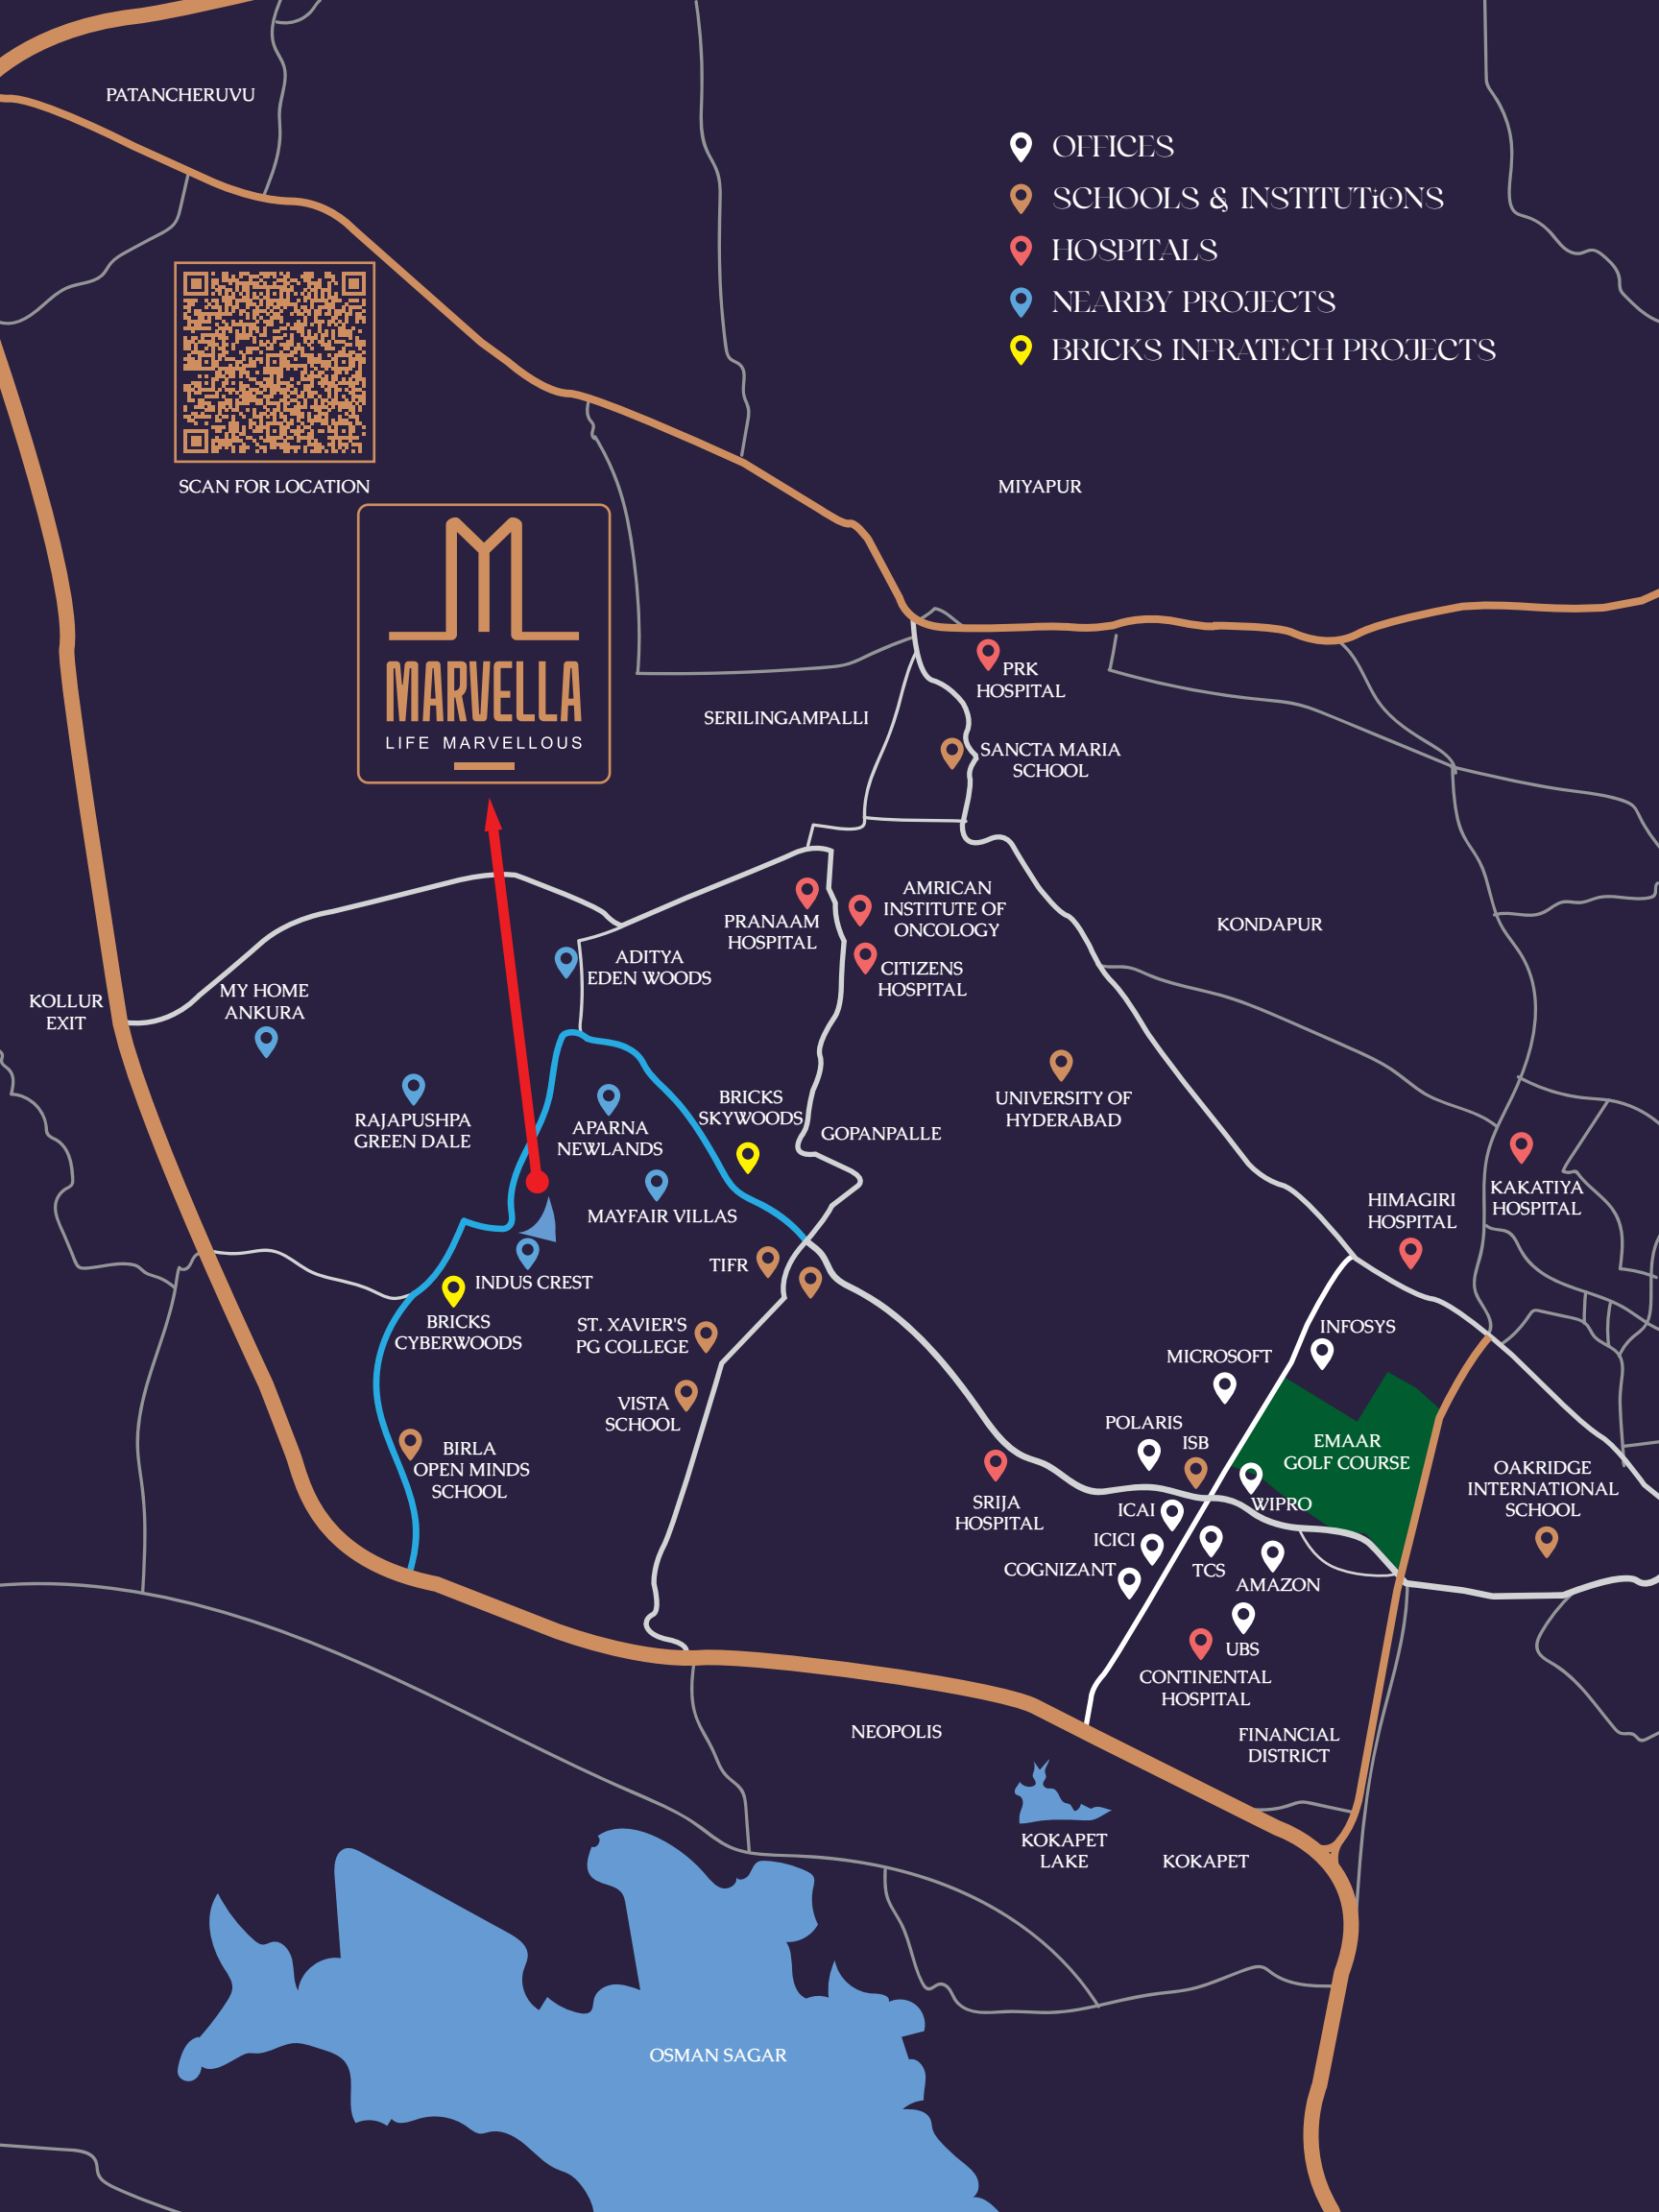 PATANCHERUVU
OFFICES
SCHOOLS & INSTITUTiONS
HOSPITALS
NEARBY PROJECTS
BRICKS INFRATECH PROJECTS
SCAN FOR LOCATION
MIYAPUR
MARVELLA
LIFE MARVELLOUS
PRK
HOSPITAL
SERILINGAMPALLI
SANCTA MARIA
SCHOOL
AMRICAN
INSTITUTE OF
ONCOLOGY
PRANAAM
HOSPITAL
KONDAPUR
ADITYA
EDEN WOODS
CITIZENS
HOSPITAL
MY HOME
ANKURA
KOLLUR
EXIT
RAJAPUSHPA
GREEN DALE
APARNA
NEWLANDS
BRICKS
SKYWOODS
GOPANPALLE
UNIVERSITY OF
HYDERABAD
MAYFAIR VILLAS
HIMAGIRI
HOSPITAL
KAKATIYA
HOSPITAL
TIFR
INDUS CREST
BRICKS
CYBERWOODS
ST. XAVIER'S
PG COLLEGE
INFOSYS
MICROSOFT
VISTA
SCHOOL
POLARIS
ISB
EMAAR
GOLF COURSE
BIRLA
OPEN MINDS
SCHOOL
OAKRIDGE
INTERNATIONAL
SCHOOL
SRIJA
HOSPITAL
ICAI
WIPRO
ICICI
COGNIZANT
TCS
AMAZON
UBS
CONTINENTAL
HOSPITAL
NEOPOLIS
FINANCIAL
DISTRICT
KOKAPET
LAKE
KOKAPET
OSMAN SAGAR